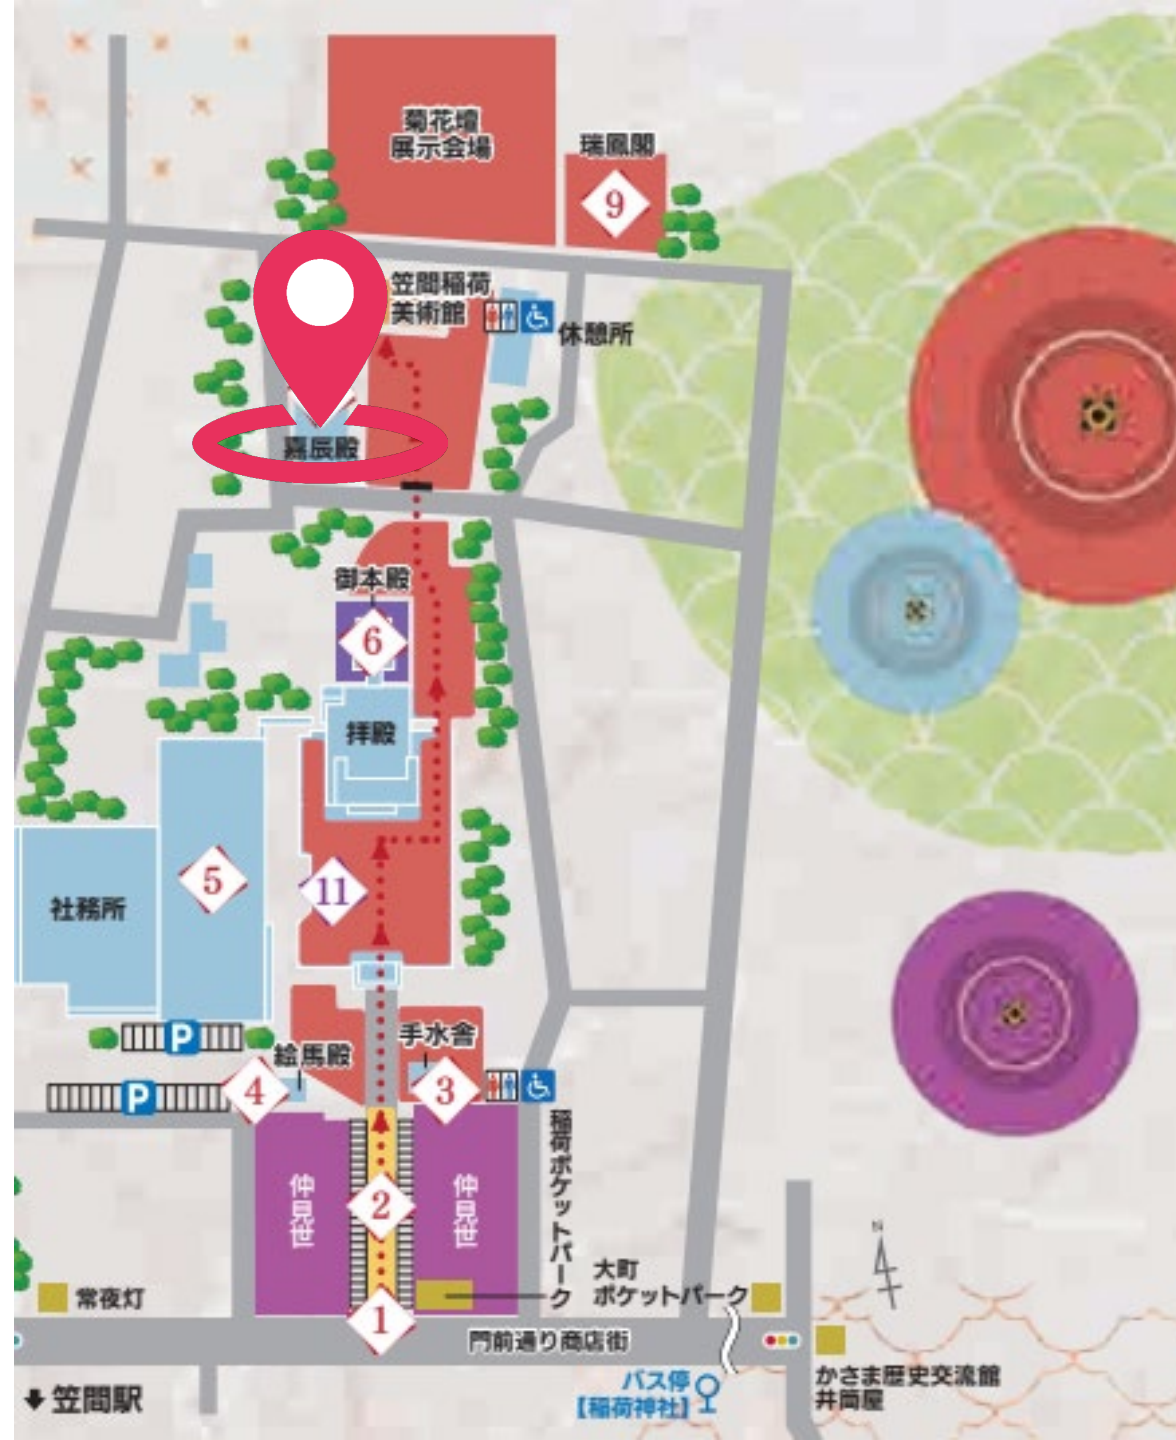 菊花壇
展示会場
瑞鳳閣
9
笠間稲荷
美術館
休憩所
嘉辰殿
御本殿
6
拝殿
5
11
社務所
P
手水舎
絵馬殿
P
4
3
仲見世
2
仲見世
稲荷ポケットパーク
N
常夜灯
大町
ポケットパーク
1
門前通り商店街
かさま歴史交流館
井筒屋
バス停
【稲荷神社】
笠間駅